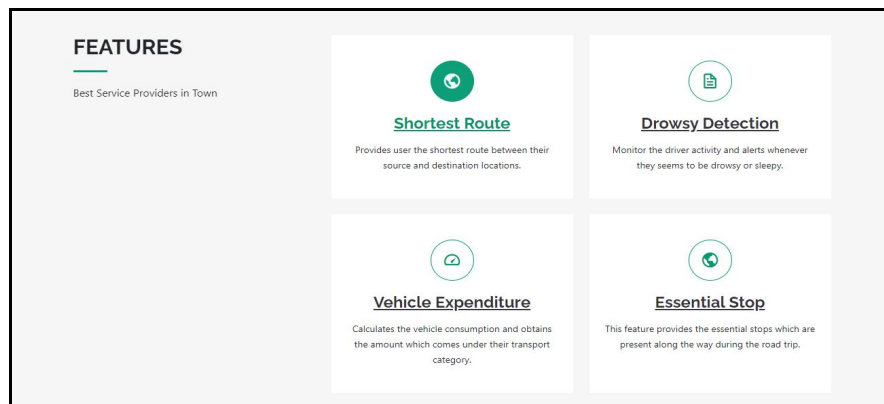 FEATURES
Best Service Providers in Town
Shortest Route
Provides user the shortest route between their
source and destination locations.
Drowsy Detection
Monitor the driver activity and alerts whenever
they seems to be drowsy or sleepy.
Vehicle Expenditure
Calculates the vehicle consumption and obtains
the amount which comes under their transport
category.
Essential Stop
This feature provides the essential stops which are
present along the way during the road trip.